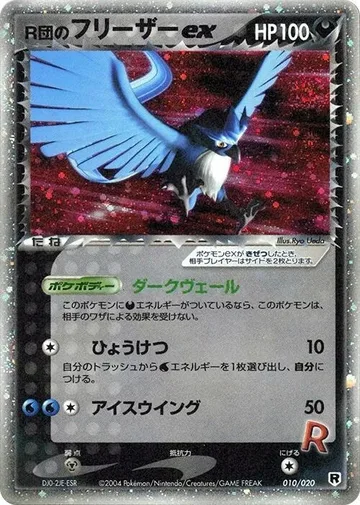 R団のフリーザーex HP100
たね
Illus.Ryo Ueda
ポケモンexがきぜつしたとき、
相手プレイヤーはサイドを2枚とる。
ポケボディー ダークヴェール
このポケモンにエネルギーがついているなら、このポケモンは、
相手のワザによる効果を受けない。
ひょうけつ 10
自分のトラッシュからエネルギーを1枚選び出し、自分に
つける。
アイスウイング 50
弱点 抵抗力 にげる
R
DJ0-2JE-ESR ©2004 Pokémon/Nintendo/Creatures/GAME FREAK. 010/020 R